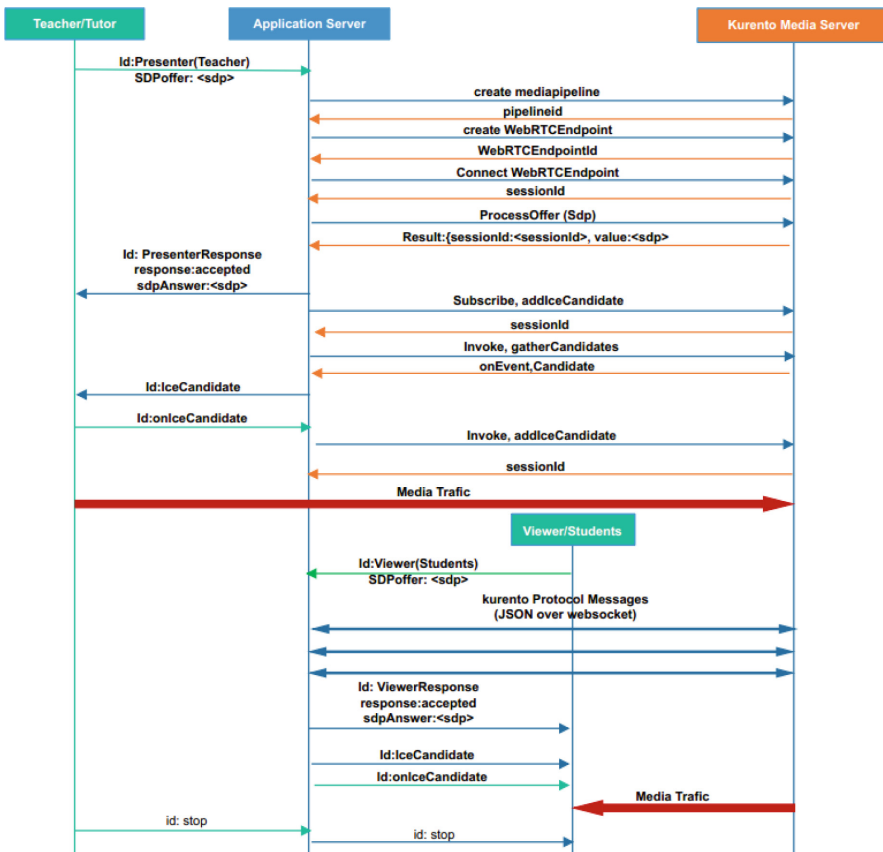 Teacher/Tutor
Application Server
Kurento Media Server
Id:Presenter(Teacher)
SDPoffer: <sdp>
create mediapipeline
pipelineid
create WebRTCEndpoint
WebRTCEndpointId
Connect WebRTCEndpoint
sessionId
ProcessOffer (Sdp)
Result:{sessionId:<sessionId>, value:<sdp>
Id: PresenterResponse
response:accepted
sdpAnswer:<sdp>
Subscribe, addIceCandidate
sessionId
Invoke, gatherCandidates
onEvent,Candidate
Id:IceCandidate
Id:onIceCandidate
Invoke, addIceCandidate
sessionId
Media Trafic
Viewer/Students
Id:Viewer(Students)
SDPoffer: <sdp>
kurento Protocol Messages
(JSON over websocket)
Id: ViewerResponse
response:accepted
sdpAnswer:<sdp>
Id:IceCandidate
Id:onIceCandidate
Media Trafic
id: stop
id: stop